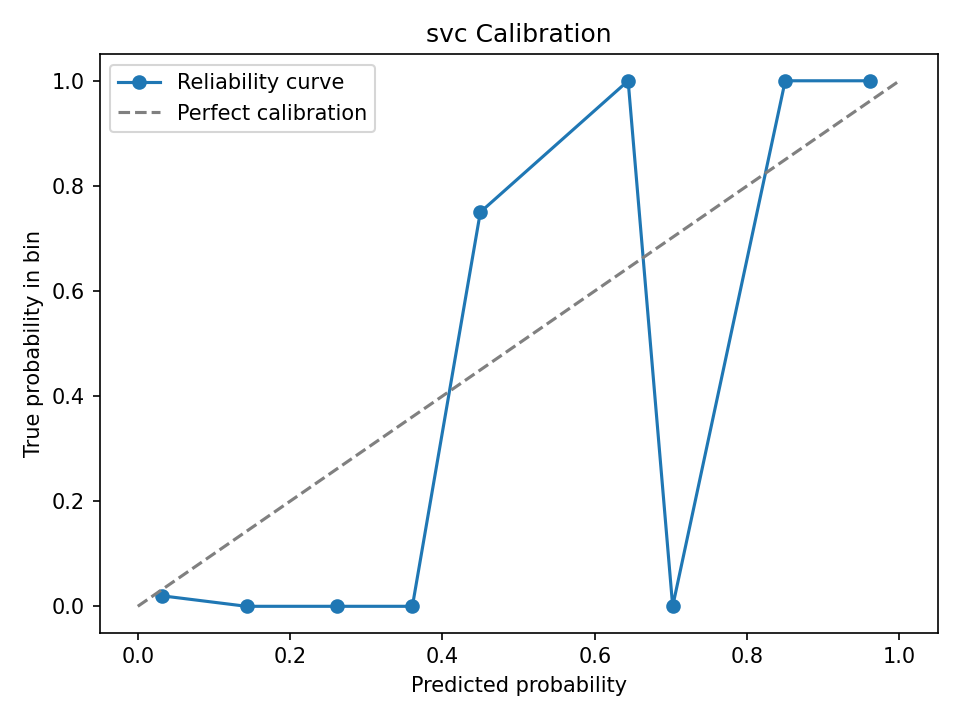 svc Calibration
Reliability curve
Perfect calibration
True probability in bin
1.0
0.8
0.6
0.4
0.2
0.0
0.0 0.2 0.4 0.6 0.8 1.0
Predicted probability